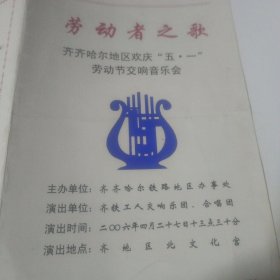 劳动者之歌
齐齐哈尔地区欢庆“五·一”
劳动节交响音乐会
主办单位：齐齐哈尔铁路地区办事处
演出单位：齐铁工人交响乐团、合唱团
演出时间：二〇〇六年四月二十七日十三点三十分
演出地点：齐地区北文化宫